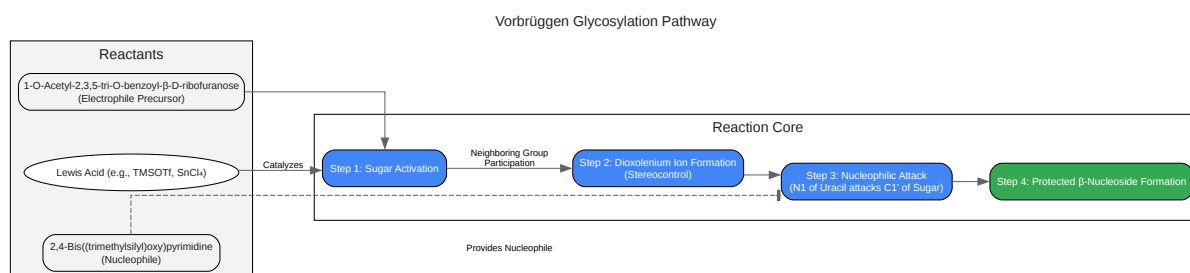 Vorbrüggen Glycosylation Pathway
Reactants
1-O-Acetyl-2,3,5-tri-O-benzoyl-β-D-ribofuranose
(Electrophile Precursor)
Lewis Acid (e.g., TMSOTf, SnCl₄)
2,4-Bis((trimethylsilyl)oxy)pyrimidine
(Nucleophile)
Catalyzes
Reaction Core
Step 1: Sugar Activation
Neighboring Group
Participation
Step 2: Dioxolenium Ion Formation
(Stereocontrol)
Step 3: Nucleophilic Attack
(N1 of Uracil attacks C1' of Sugar)
Step 4: Protected β-Nucleoside Formation
Provides Nucleophile